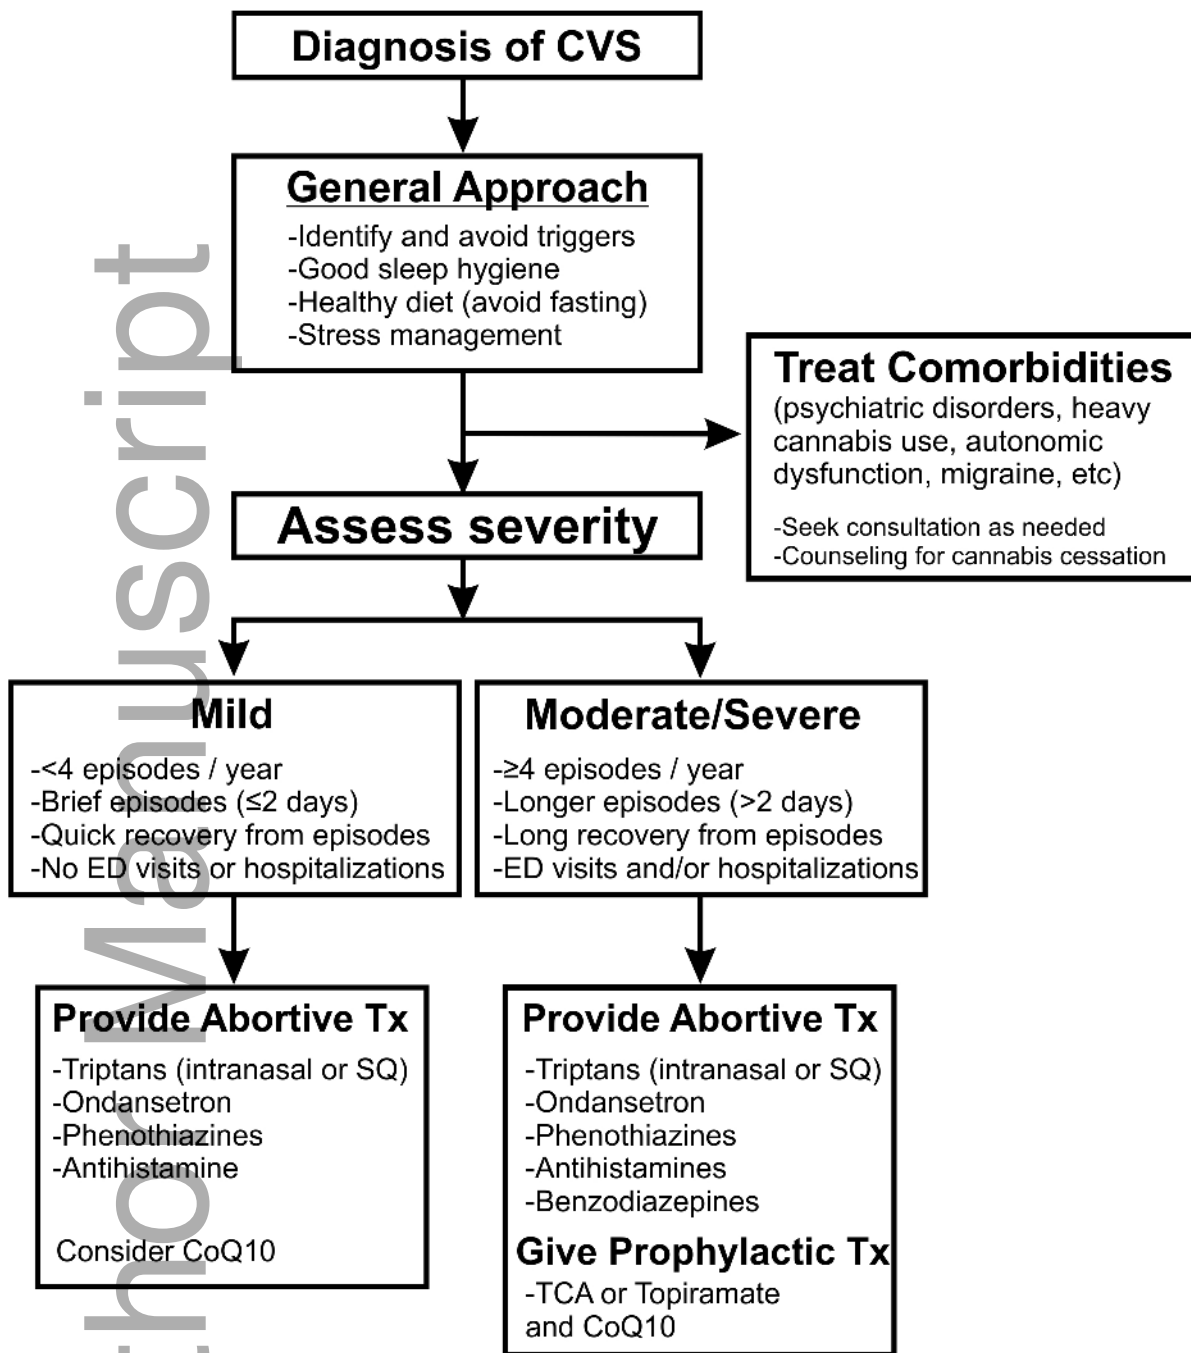 Diagnosis of CVS
General Approach
-Identify and avoid triggers
-Good sleep hygiene
-Healthy diet (avoid fasting)
-Stress management
Treat Comorbidities
(psychiatric disorders, heavy
cannabis use, autonomic
dysfunction, migraine, etc)
-Seek consultation as needed
-Counseling for cannabis cessation
Assess severity
Mild
-<4 episodes / year
-Brief episodes (≤2 days)
-Quick recovery from episodes
-No ED visits or hospitalizations
Moderate/Severe
-≥4 episodes / year
-Longer episodes (>2 days)
-Long recovery from episodes
-ED visits and/or hospitalizations
Provide Abortive Tx
-Triptans (intranasal or SQ)
-Ondansetron
-Phenothiazines
-Antihistamine
Consider CoQ10
Provide Abortive Tx
-Triptans (intranasal or SQ)
-Ondansetron
-Phenothiazines
-Antihistamines
-Benzodiazepines
Give Prophylactic Tx
-TCA or Topiramate
and CoQ10
thor Manuscript